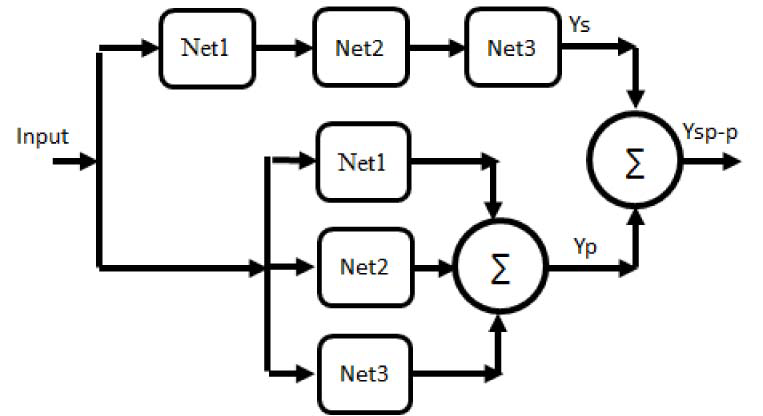 Net1 Net2 Net3 Ys
Input
Ysp-p
∑
Net1
Net2
∑
Yp
Net3